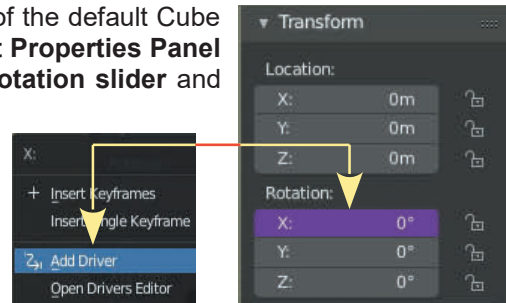 of the default Cube
t Properties Panel
otation slider and
X:
+ Insert Keyframes
Insert Single Keyframe
Add Driver
Open Drivers Editor
Transform
Location:
X: 0m
Y: 0m
Z: 0m
Rotation:
X: 0°
Y: 0°
Z: 0°